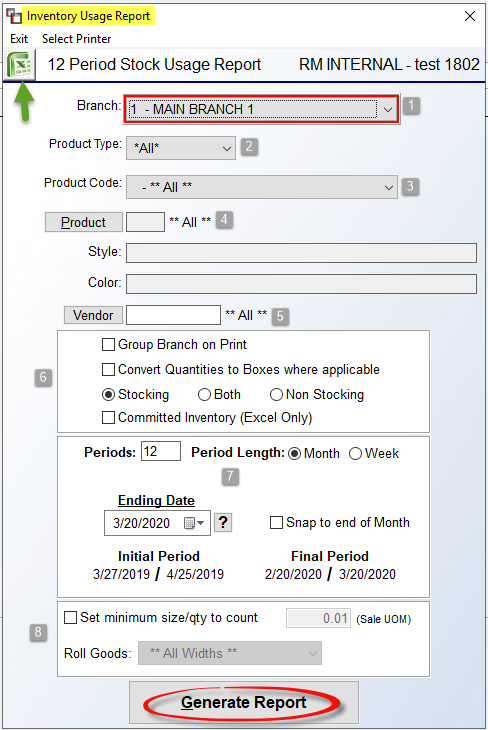 Inventory Usage Report
Exit Select Printer
12 Period Stock Usage Report RM INTERNAL - test 1802
Branch: 1 - MAIN BRANCH 1 1
Product Type: *All* 2
Product Code: - ** All ** 3
Product ** All ** 4
Style:
Color:
Vendor ** All ** 5
Group Branch on Print
6 Convert Quantities to Boxes where applicable
Stocking Both Non Stocking
Committed Inventory (Excel Only)
Periods: 12 Period Length: Month Week
7
Ending Date
3/20/2020 ? Snap to end of Month
Initial Period Final Period
3/27/2019 / 4/25/2019 2/20/2020 / 3/20/2020
Set minimum size/qty to count 0.01 (Sale UOM)
8
Roll Goods: ** All Widths **
Generate Report